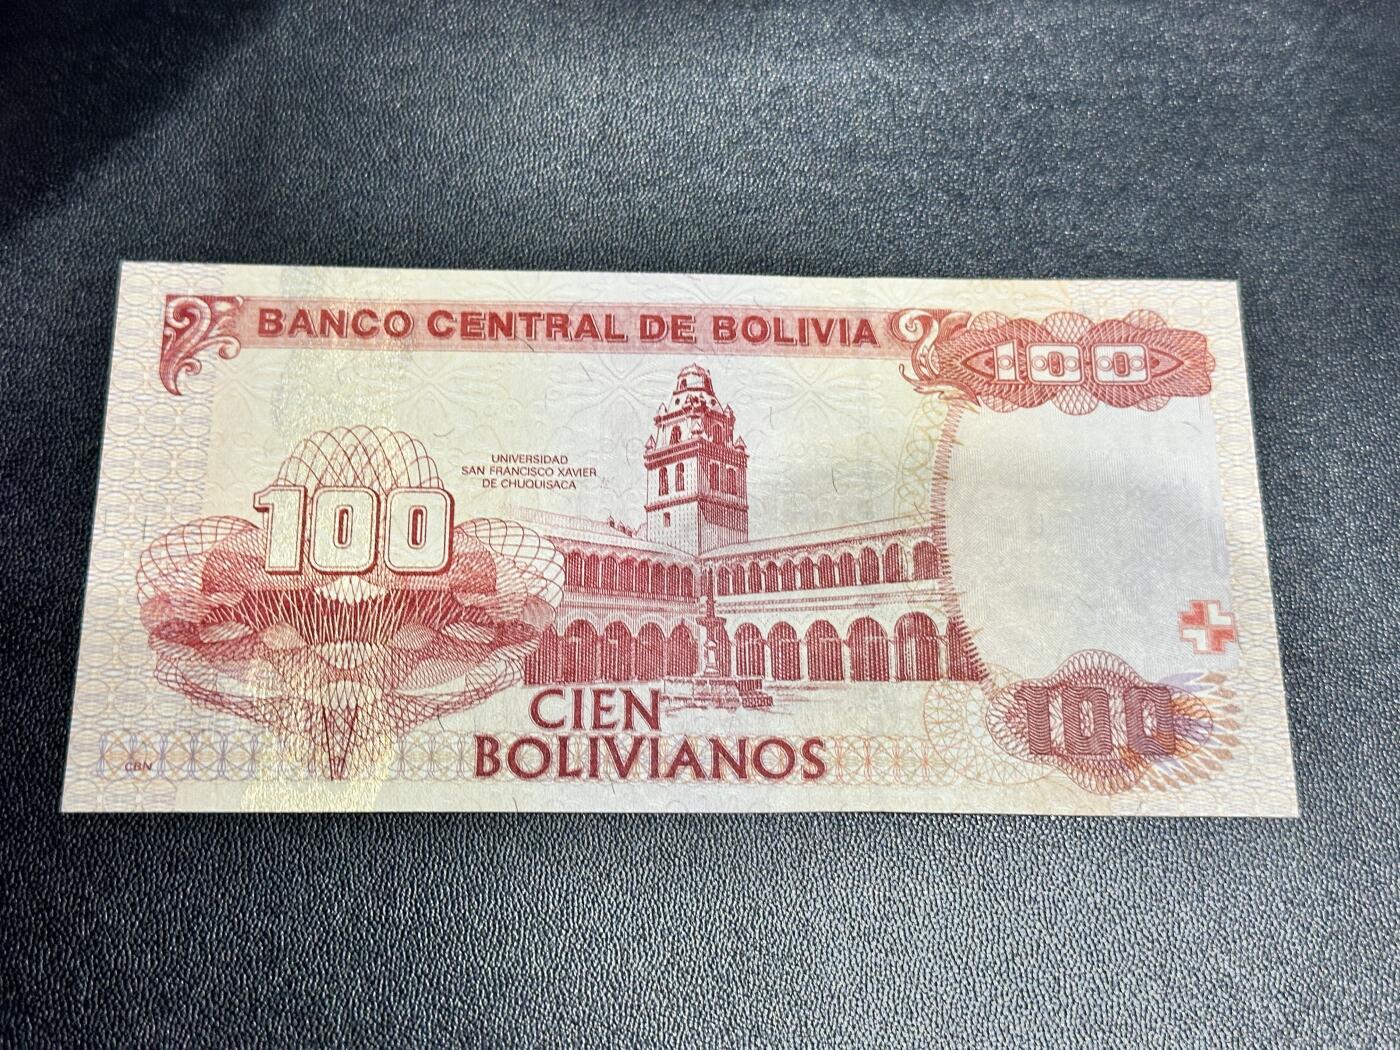 BANCO CENTRAL DE BOLIVIA
100
UNIVERSIDAD
SAN FRANCISCO XAVIER
DE CHUQUISACA
100
CIEN
BOLIVIANOS
100
CBN